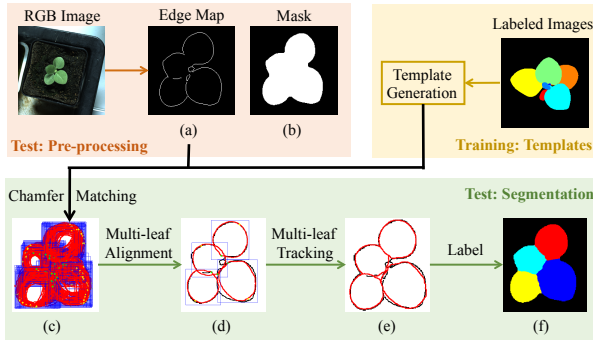 RGB Image
Edge Map
Mask
Labeled Images
Template
Generation
(a)
(b)
Test: Pre-processing
Training: Templates
Chamfer
Matching
Test: Segmentation
Multi-leaf
Alignment
Multi-leaf
Tracking
Label
(c)
(d)
(e)
(f)